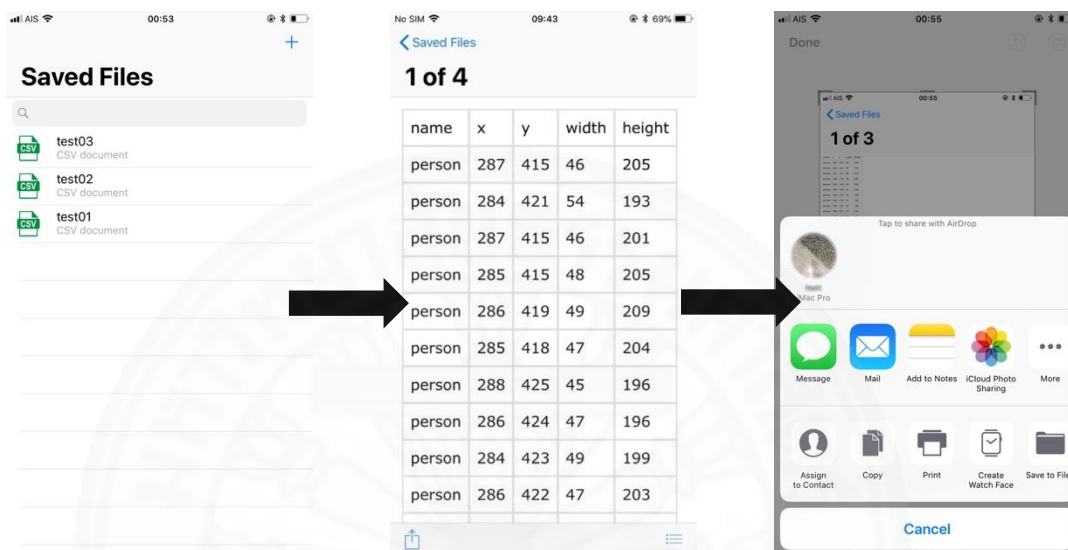 AIS 00:53
+
Saved Files
CSV test03
CSV document
CSV test02
CSV document
CSV test01
CSV document
No SIM 09:43 69%
Saved Files
1 of 4
name x y width height
person 287 415 46 205
person 284 421 54 193
person 287 415 46 201
person 285 415 48 205
person 286 419 49 209
person 285 418 47 204
person 288 425 45 196
person 286 424 47 196
person 284 423 49 199
person 286 422 47 203
AIS 00:55
Done
AIS 00:55
Saved Files
1 of 3
Tap to share with AirDrop
Mac Pro
Message Mail Add to Notes iCloud Photo Sharing More
Assign to Contact Copy Print Create Watch Face Save to File
Cancel